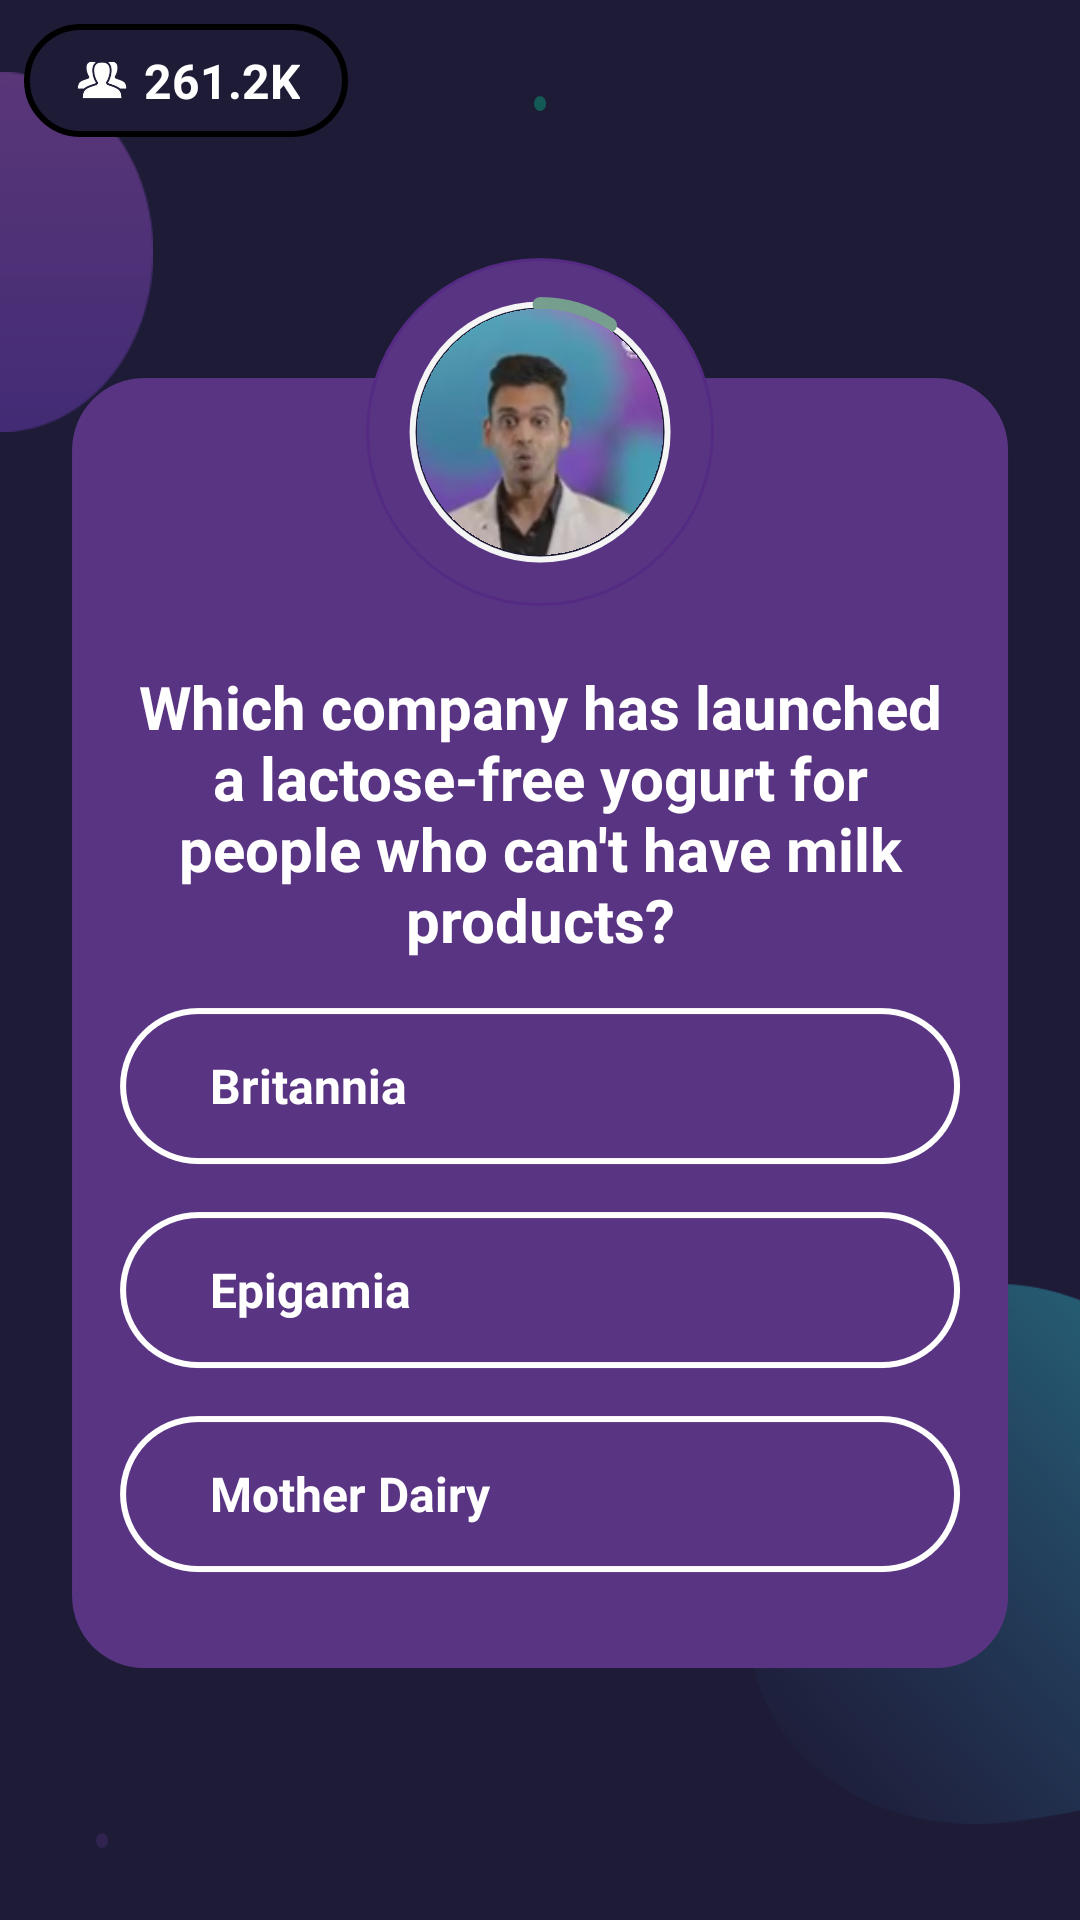 261.2K
Which company has launched
a lactose-free yogurt for
people who can't have milk
products?
Britannia
Epigamia
Mother Dairy